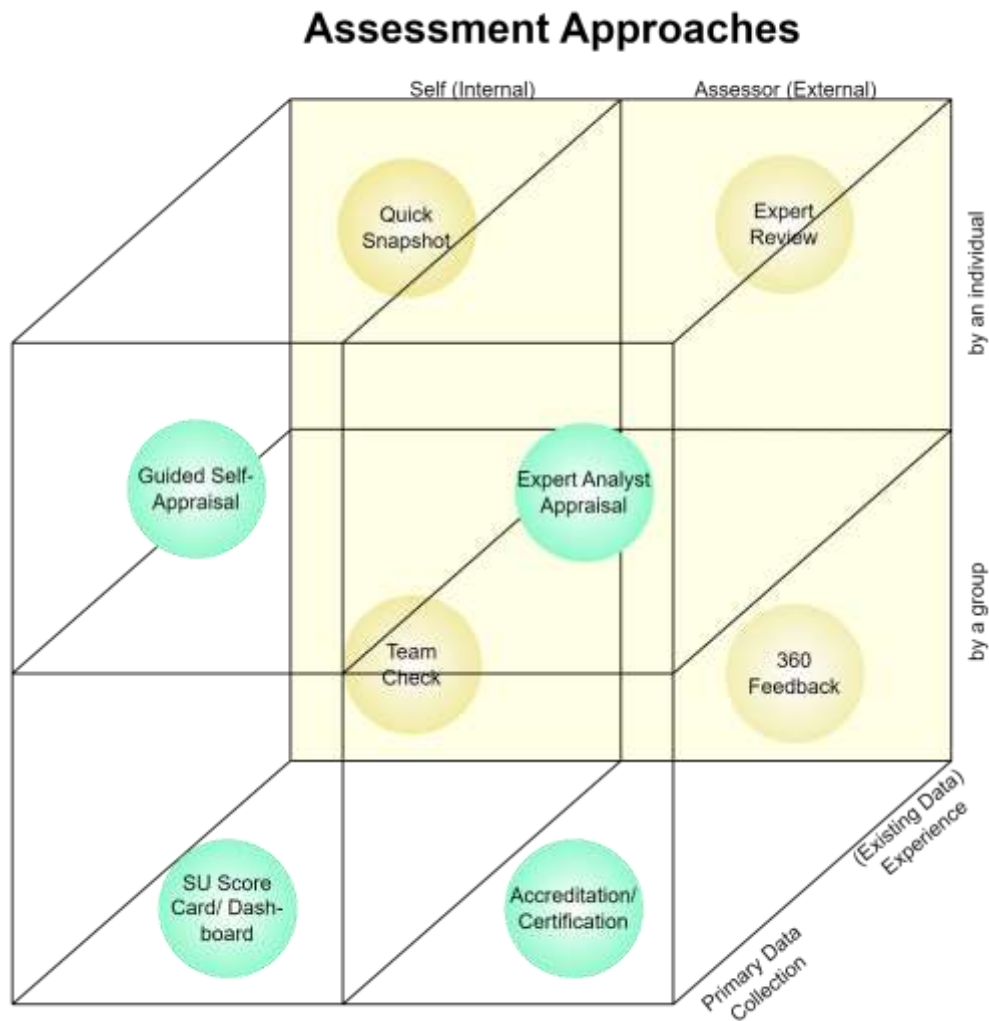 Assessment Approaches
Self (Internal)
Assessor (External)
Quick
Snapshot
Expert
Review
by an individual
Guided Self-
Appraisal
Expert Analyst
Appraisal
by a group
Team
Check
360
Feedback
(Existing Data)
Experience
SU Score
Card/ Dash-
board
Accreditation/
Certification
Primary Data
Collection